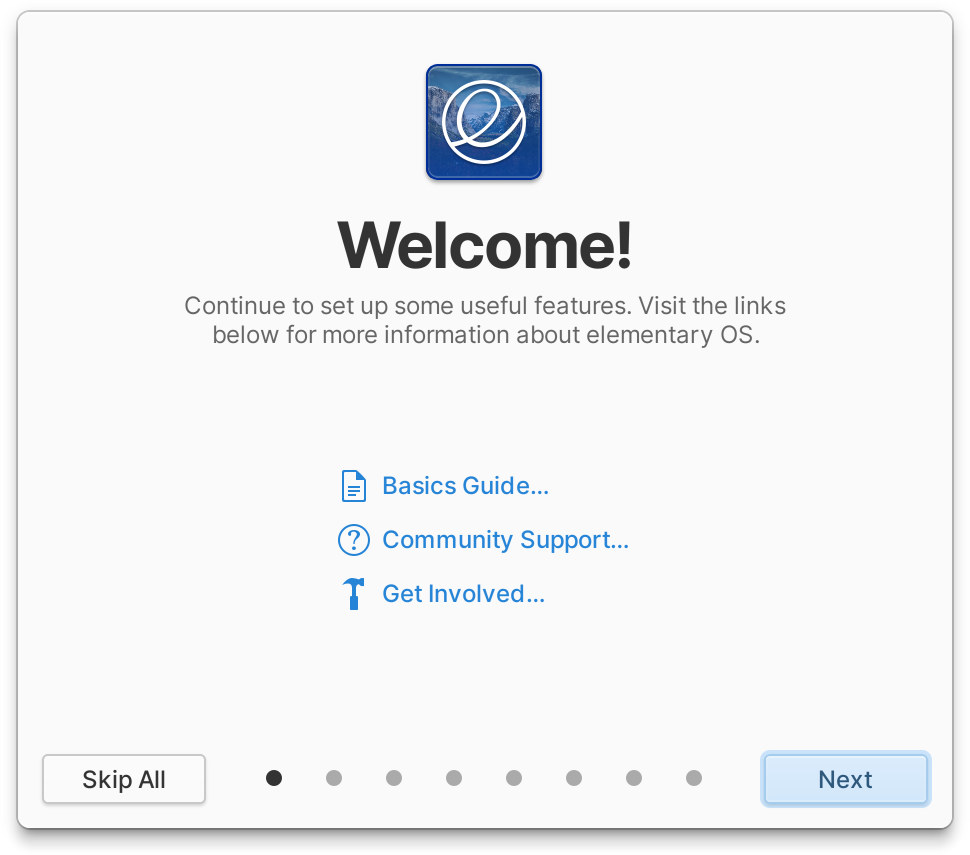 Welcome!
Continue to set up some useful features. Visit the links
below for more information about elementary OS.
Basics Guide...
Community Support...
Get Involved...
Skip All
Next